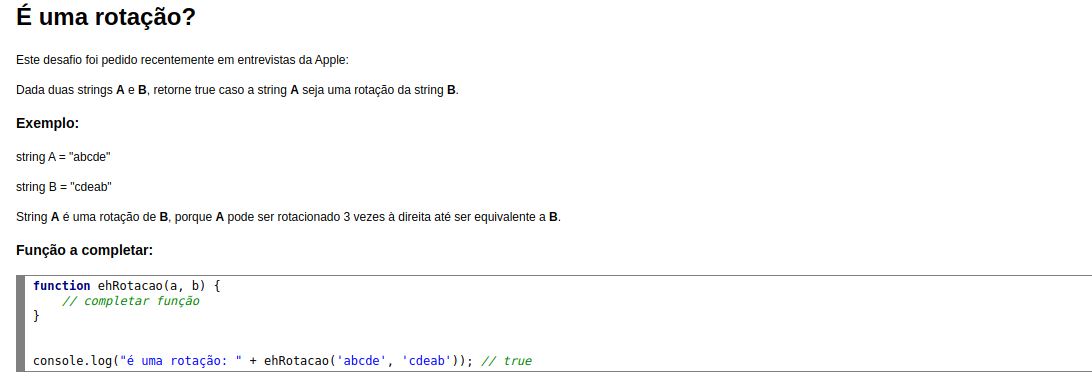 É uma rotação?
Este desafio foi pedido recentemente em entrevistas da Apple:
Dada duas strings A e B, retorne true caso a string A seja uma rotação da string B.
Exemplo:
string A = "abcde"
string B = "cdeab"
String A é uma rotação de B, porque A pode ser rotacionado 3 vezes à direita até ser equivalente a B.
Função a completar:
function ehRotacao(a, b) {
    // completar função
}
console.log("é uma rotação: " + ehRotacao('abcde', 'cdeab')); // true